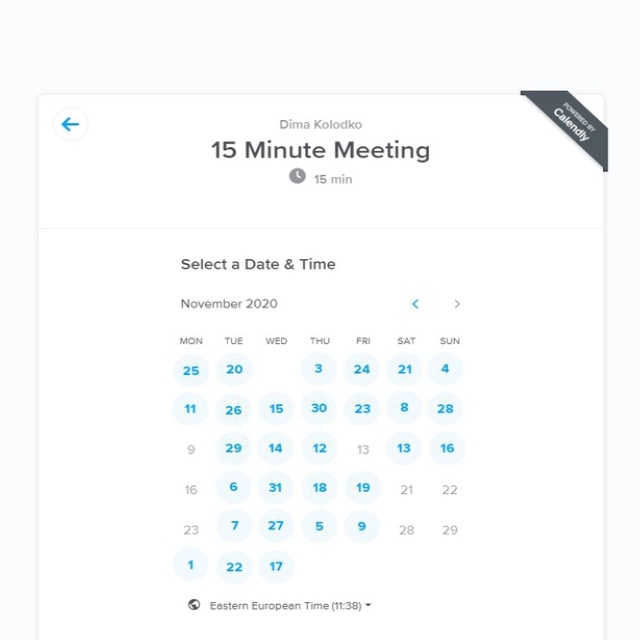 POWERED BY
Calendly
Dima Kolodko
15 Minute Meeting
15 min
Select a Date & Time
November 2020
MON TUE WED THU FRI SAT SUN
25 20 3 24 21 4
11 26 15 30 23 8 28
9 29 14 12 13 13 16
16 6 31 18 19 21 22
23 7 27 5 9 28 29
1 22 17
Eastern European Time (11:38)